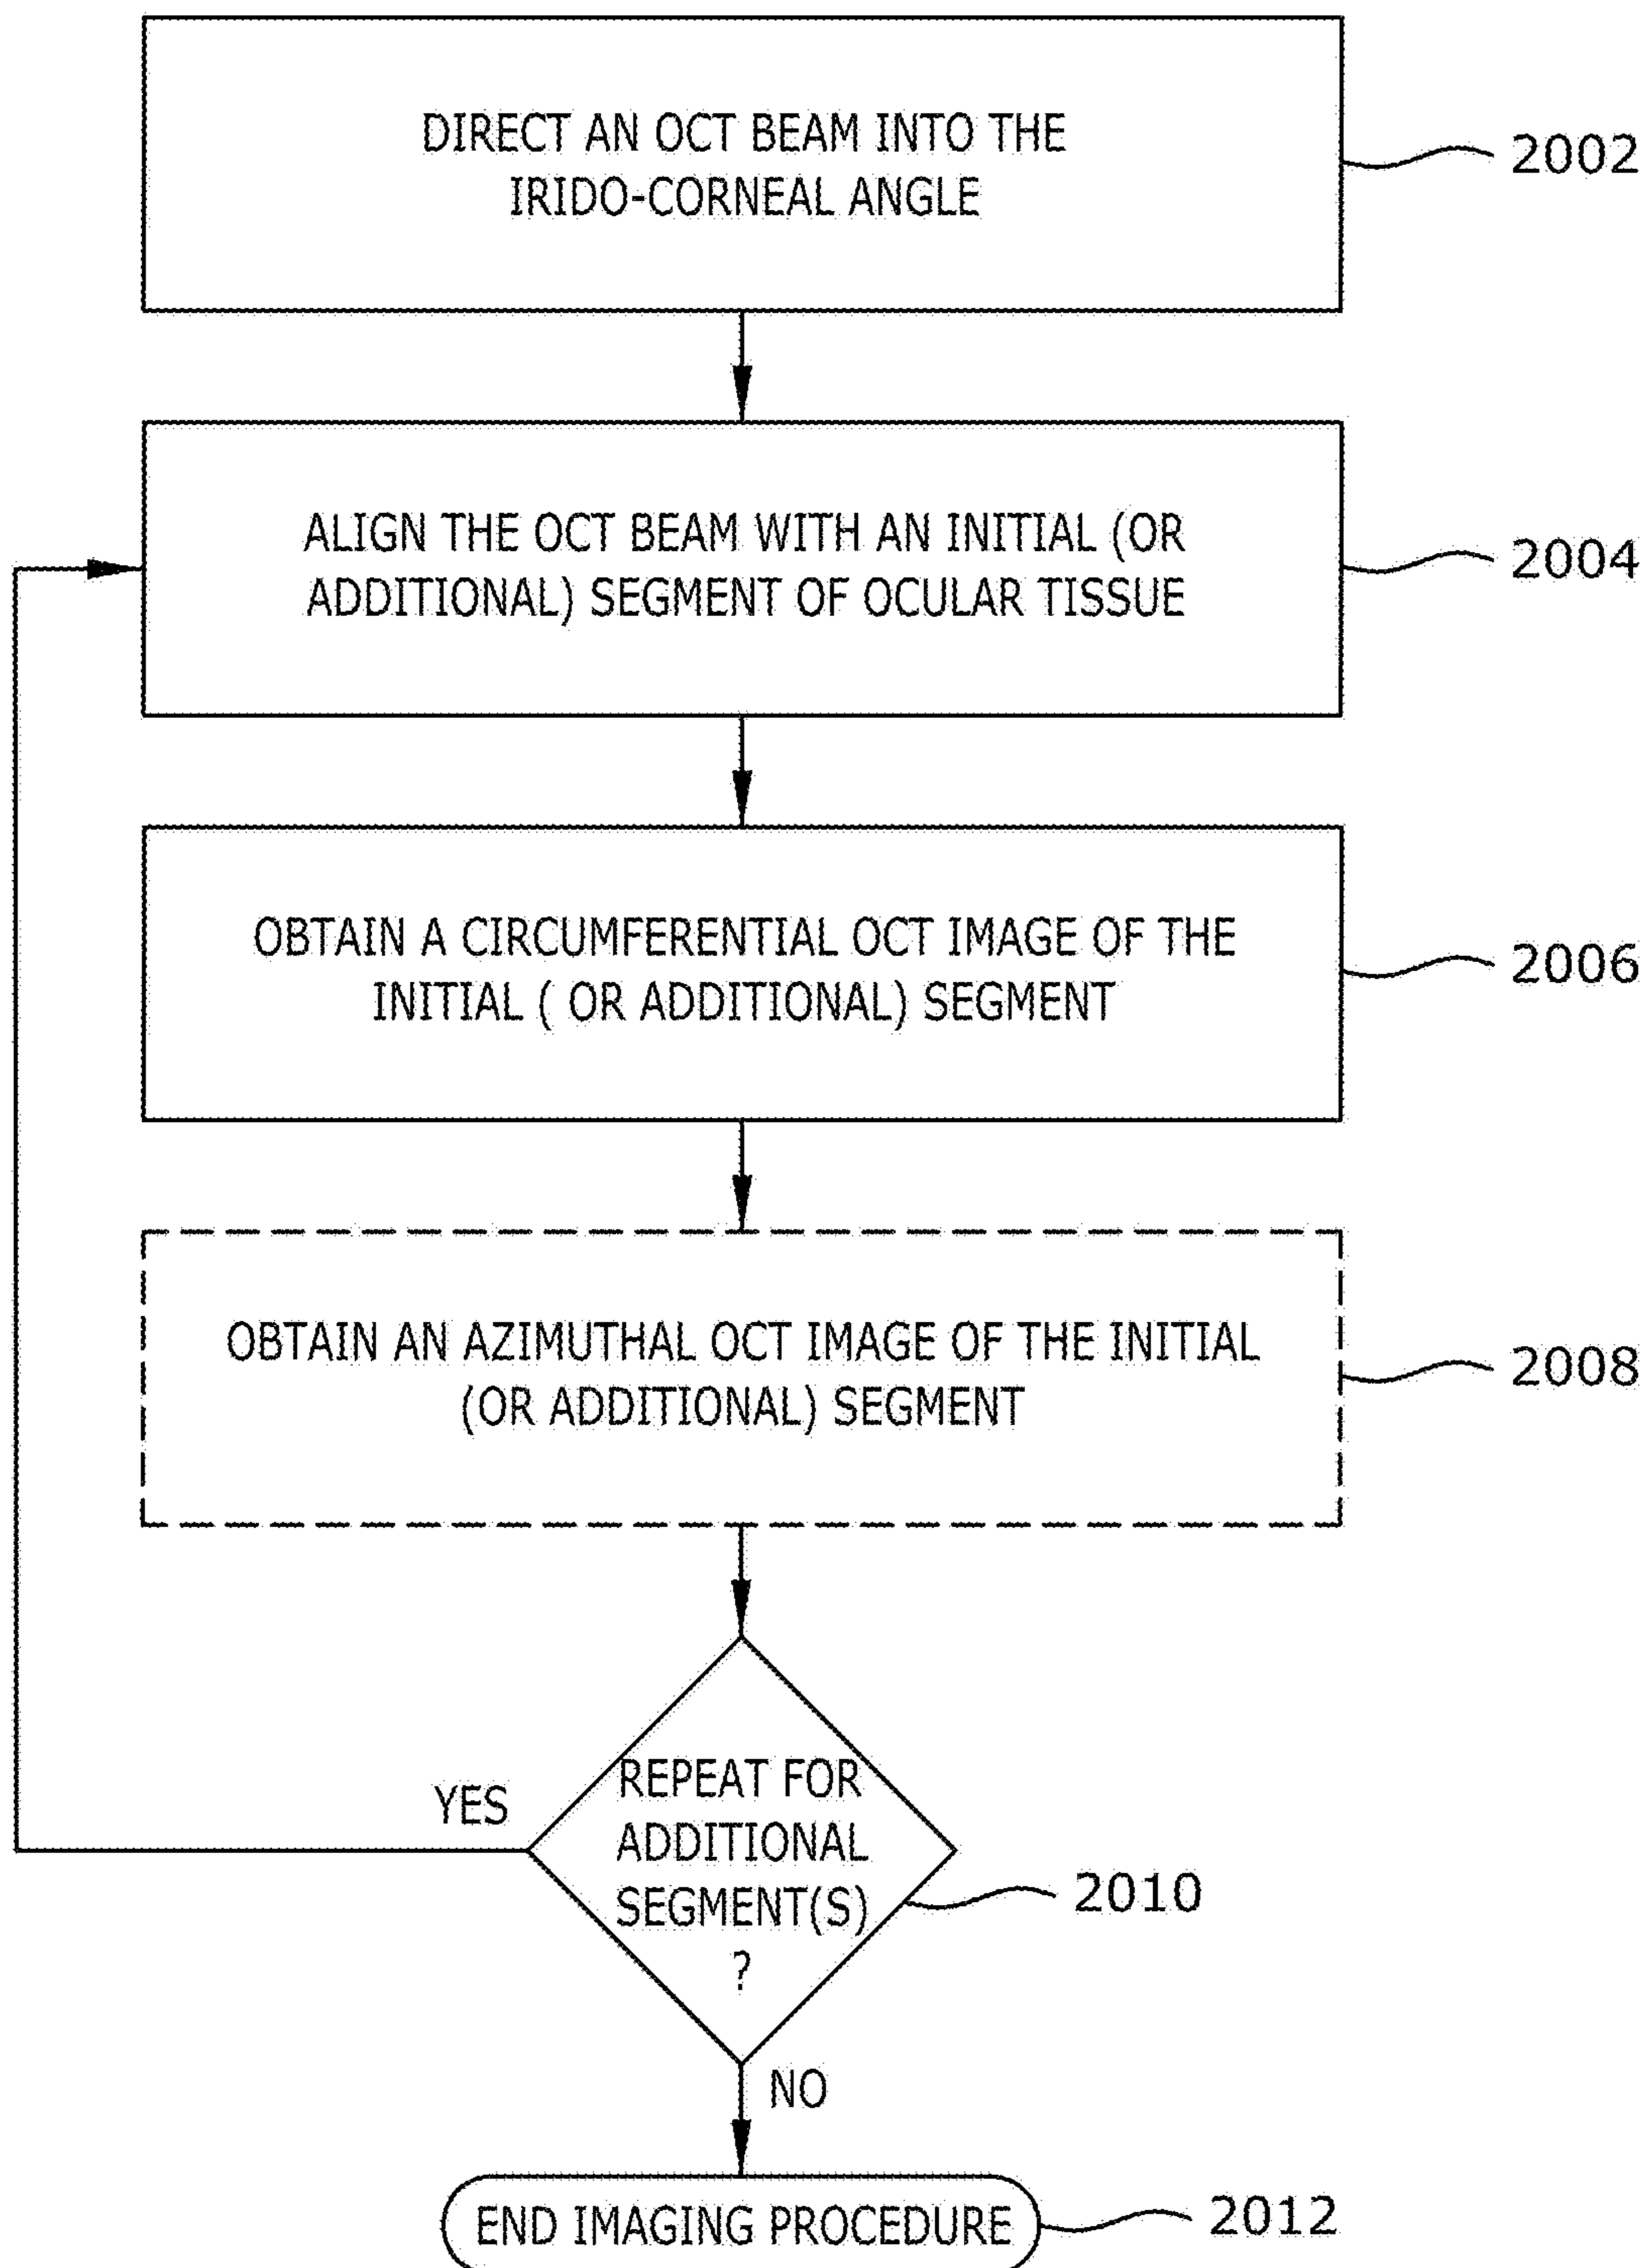 DIRECT AN OCT BEAM INTO THE
IRIDO-CORNEAL ANGLE
2002
ALIGN THE OCT BEAM WITH AN INITIAL (OR
ADDITIONAL) SEGMENT OF OCULAR TISSUE
2004
OBTAIN A CIRCUMFERENTIAL OCT IMAGE OF THE
INITIAL ( OR ADDITIONAL) SEGMENT
2006
OBTAIN AN AZIMUTHAL OCT IMAGE OF THE INITIAL
(OR ADDITIONAL) SEGMENT
2008
YES
REPEAT FOR
ADDITIONAL
SEGMENT(S)
?
2010
NO
END IMAGING PROCEDURE
2012